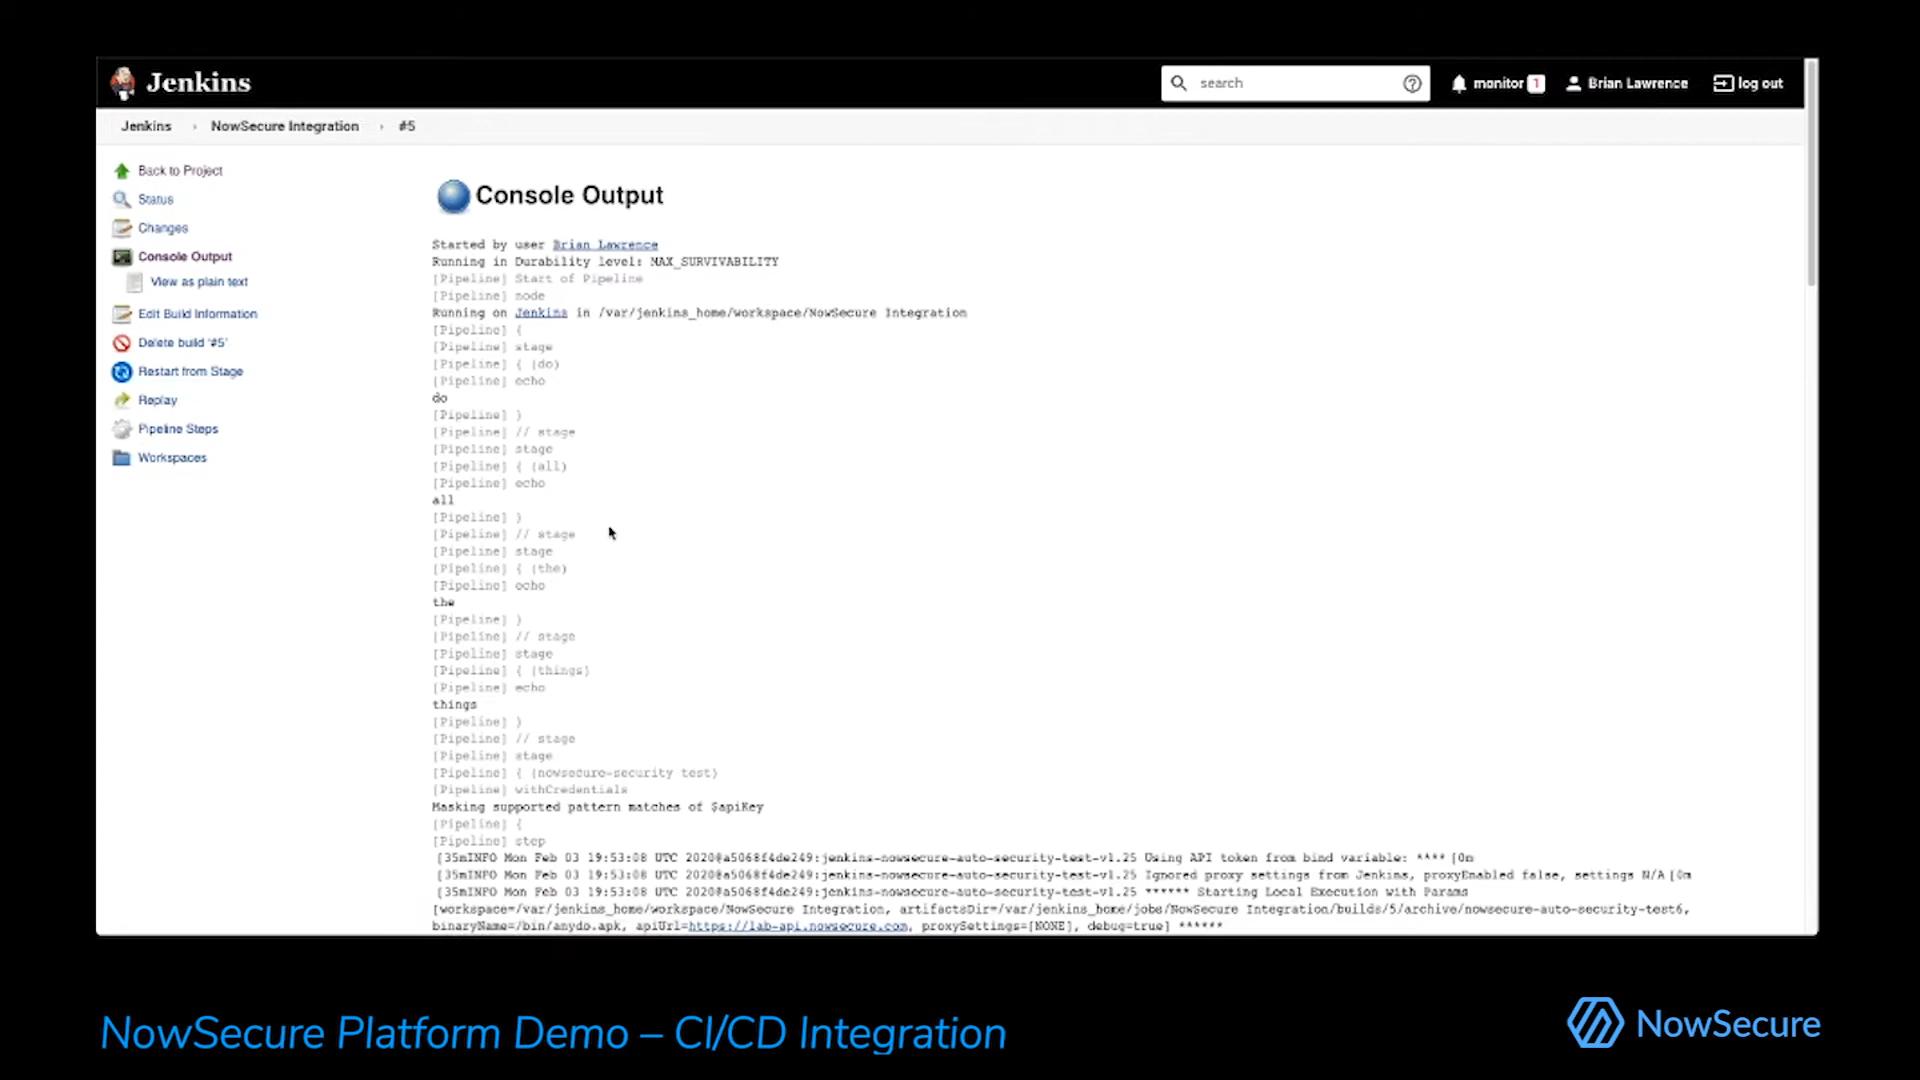 Jenkins
search
monitor 1
Brian Lawrence
log out
Jenkins › NowSecure Integration › #5
Back to Project
Status
Changes
Console Output
View as plain text
Edit Build Information
Delete build '#5'
Restart from Stage
Replay
Pipeline Steps
Workspaces
Console Output
Started by user Brian Lawrence
Running in Durability level: MAX_SURVIVABILITY
[Pipeline] Start of Pipeline
[Pipeline] node
Running on Jenkins in /var/jenkins_home/workspace/NowSecure Integration
[Pipeline] {
[Pipeline] stage
[Pipeline] { (do)
[Pipeline] echo
do
[Pipeline] }
[Pipeline] // stage
[Pipeline] stage
[Pipeline] { (all)
[Pipeline] echo
all
[Pipeline] }
[Pipeline] // stage
[Pipeline] stage
[Pipeline] { (the)
[Pipeline] echo
the
[Pipeline] }
[Pipeline] // stage
[Pipeline] stage
[Pipeline] { (things)
[Pipeline] echo
things
[Pipeline] }
[Pipeline] // stage
[Pipeline] stage
[Pipeline] { (nowsecure-security test)
[Pipeline] withCredentials
Masking supported pattern matches of $apiKey
[Pipeline] {
[Pipeline] step
[35mINFO Mon Feb 03 19:53:08 UTC 2020@a5068f4de249:jenkins-nowsecure-auto-security-test-v1.25 Using API token from bind variable: **** [0m
[35mINFO Mon Feb 03 19:53:08 UTC 2020@a5068f4de249:jenkins-nowsecure-auto-security-test-v1.25 Ignored proxy settings from Jenkins, proxyEnabled false, settings N/A[0m
[35mINFO Mon Feb 03 19:53:08 UTC 2020@a5068f4de249:jenkins-nowsecure-auto-security-test-v1.25 ****** Starting Local Execution with Params
[workspace=/var/jenkins_home/workspace/NowSecure Integration, artifactsDir=/var/jenkins_home/jobs/NowSecure Integration/builds/5/archive/nowsecure-auto-security-test6,
binaryName=/bin/anydo.apk, apiUrl=https://lab-api.nowsecure.com, proxySettings=[NONE], debug=true] ******
NowSecure Platform Demo – CI/CD Integration
NowSecure